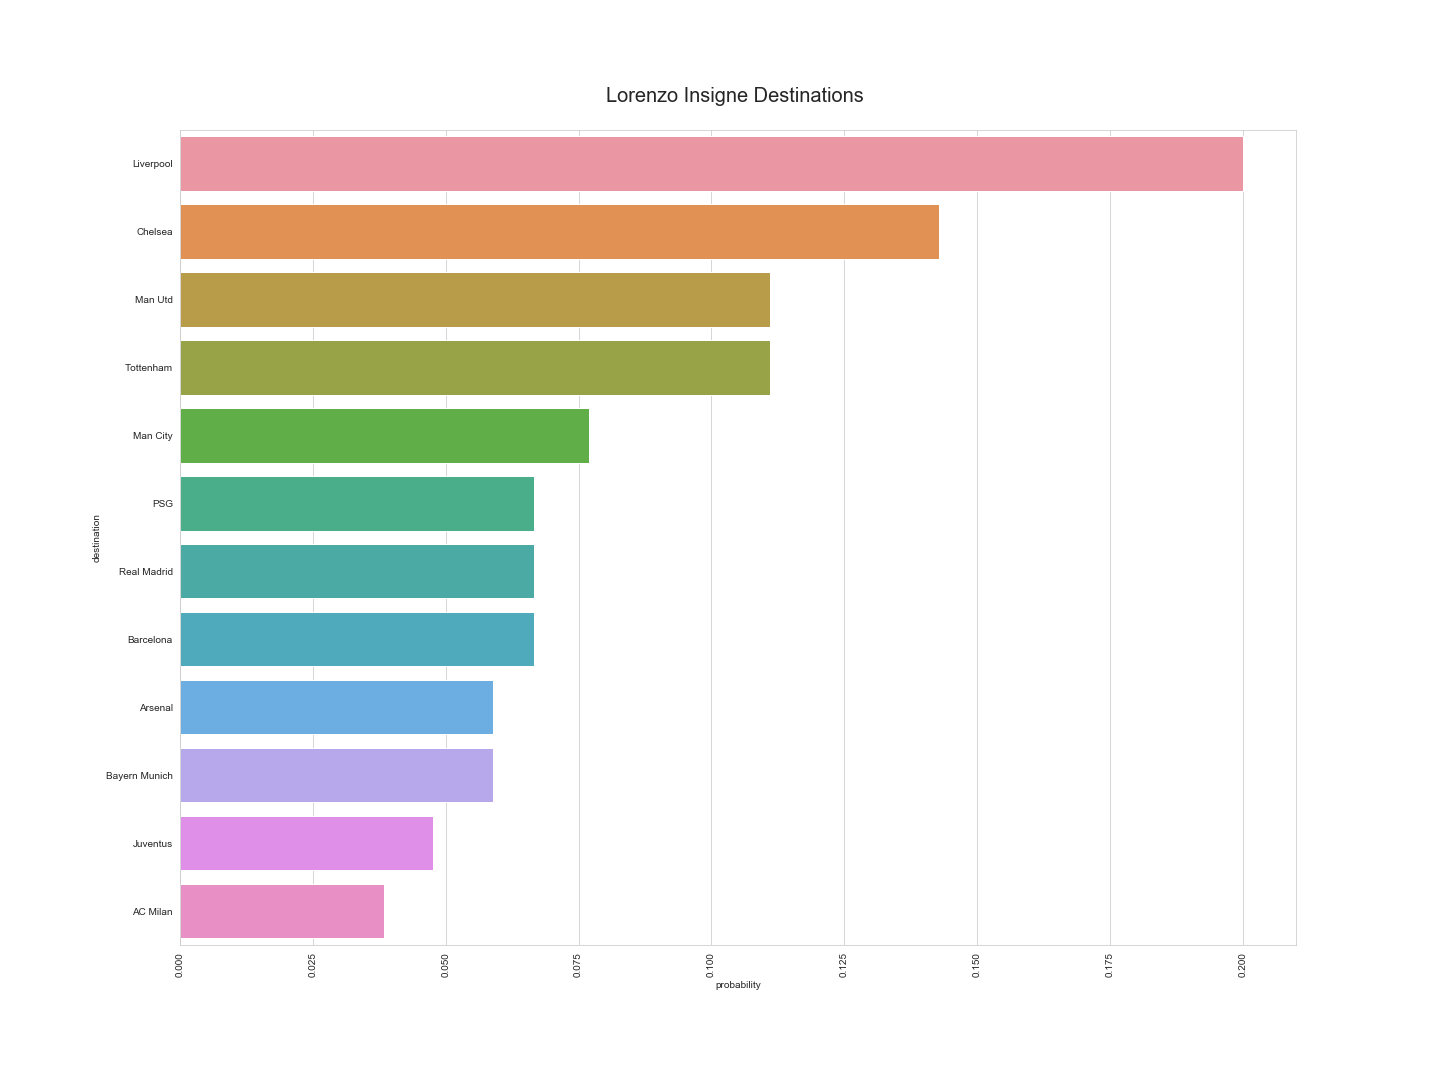 Lorenzo Insigne Destinations
Liverpool
Chelsea
Man Utd
Tottenham
Man City
PSG
Real Madrid
Barcelona
Arsenal
Bayern Munich
Juventus
AC Milan
destination
0.000
0.025
0.050
0.075
0.100
0.125
0.150
0.175
0.200
probability